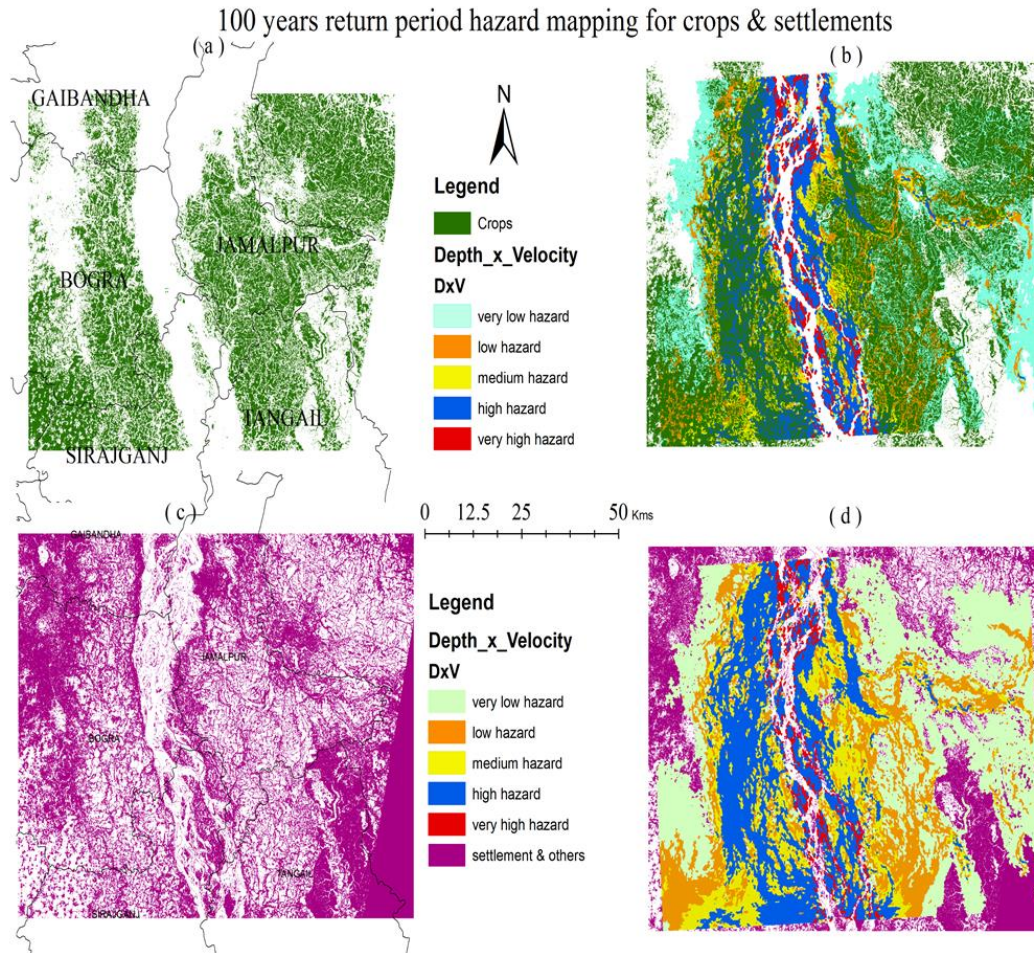 100 years return period hazard mapping for crops & settlements
( a )
( b )
GAIBANDHA
JAMALPUR
BOGRA
TANGAIL
SIRAJGANJ
N
Legend
Crops
Depth_x_Velocity
DxV
very low hazard
low hazard
medium hazard
high hazard
very high hazard
( c )
( d )
0 12.5 25 50 Kms
GAIBANDHA
JAMALPUR
BOGRA
TANGAIL
SIRAJGANJ
Legend
Depth_x_Velocity
DxV
very low hazard
low hazard
medium hazard
high hazard
very high hazard
settlement & others